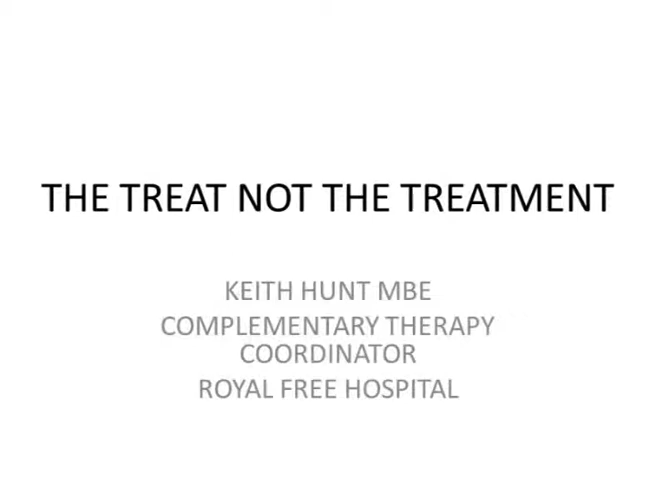 THE TREAT NOT THE TREATMENT
KEITH HUNT MBE
COMPLEMENTARY THERAPY
COORDINATOR
ROYAL FREE HOSPITAL